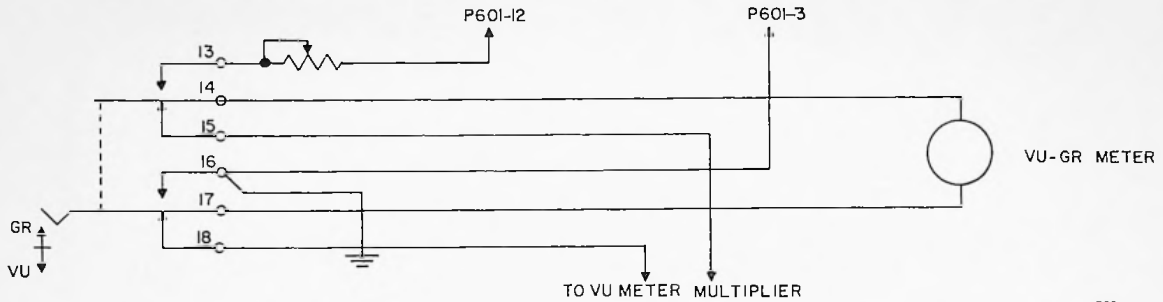 P601-12
P601-3
13
14
15
16
17
18
VU-GR METER
GR
VU
TO VU METER MULTIPLIER